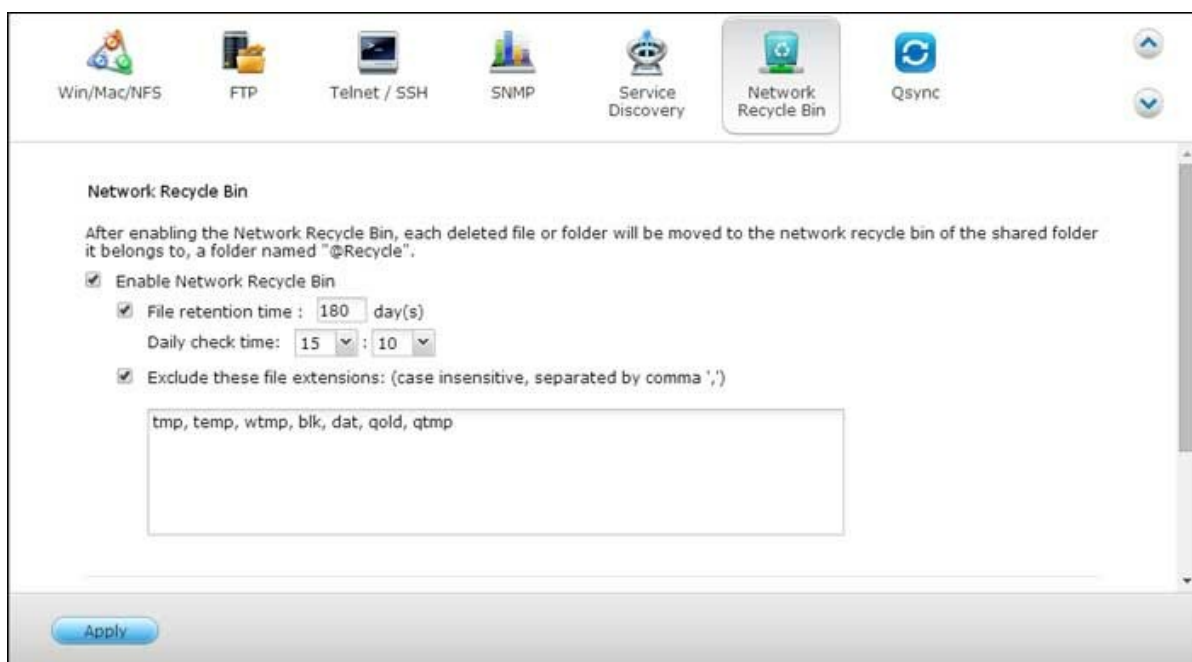 Win/Mac/NFS
FTP
Telnet / SSH
SNMP
Service
Discovery
Network
Recycle Bin
Qsync
Network Recycle Bin
After enabling the Network Recycle Bin, each deleted file or folder will be moved to the network recycle bin of the shared folder
it belongs to, a folder named "@Recycle".
Enable Network Recycle Bin
File retention time : 180 day(s)
Daily check time: 15 : 10
Exclude these file extensions: (case insensitive, separated by comma ',')
tmp, temp, wtmp, blk, dat, qold, qtmp
Apply